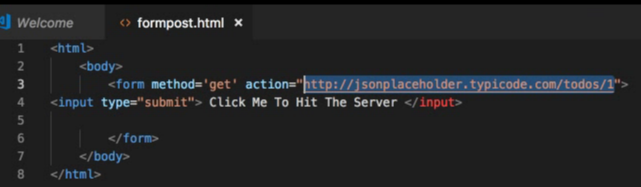 Welcome
formpost.html ×
1 <html>
2 <body>
3 <form method='get' action="http://jsonplaceholder.typicode.com/todos/1">
4 <input type="submit"> Click Me To Hit The Server </input>
5
6 </form>
7 </body>
8 </html>